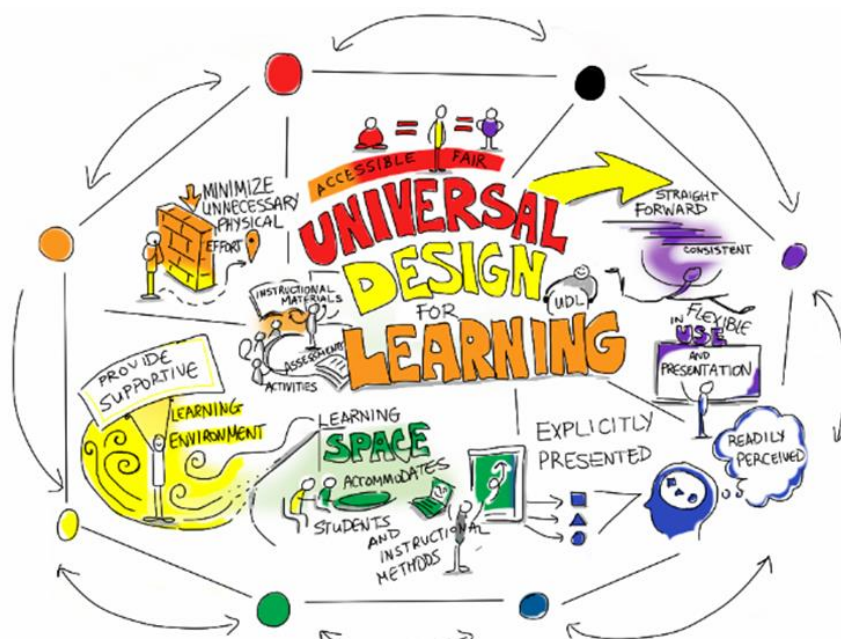 ACCESSIBLE FAIR
UNIVERSAL
DESIGN
FOR
LEARNING
UDL
STRAIGHT
FORWARD
CONSISTENT
FLEXIBLE
IN USE
AND
PRESENTATION
READILY
PERCEIVED
EXPLICITLY
PRESENTED
LEARNING
SPACE
ACCOMMODATES
STUDENTS
AND
INSTRUCTIONAL
METHODS
PROVIDE
SUPPORTIVE
LEARNING
ENVIRONMENT
MINIMIZE
UNNECESSARY
PHYSICAL
EFFORT
INSTRUCTIONAL
MATERIALS
ASSESSMENTS
ACTIVITIES